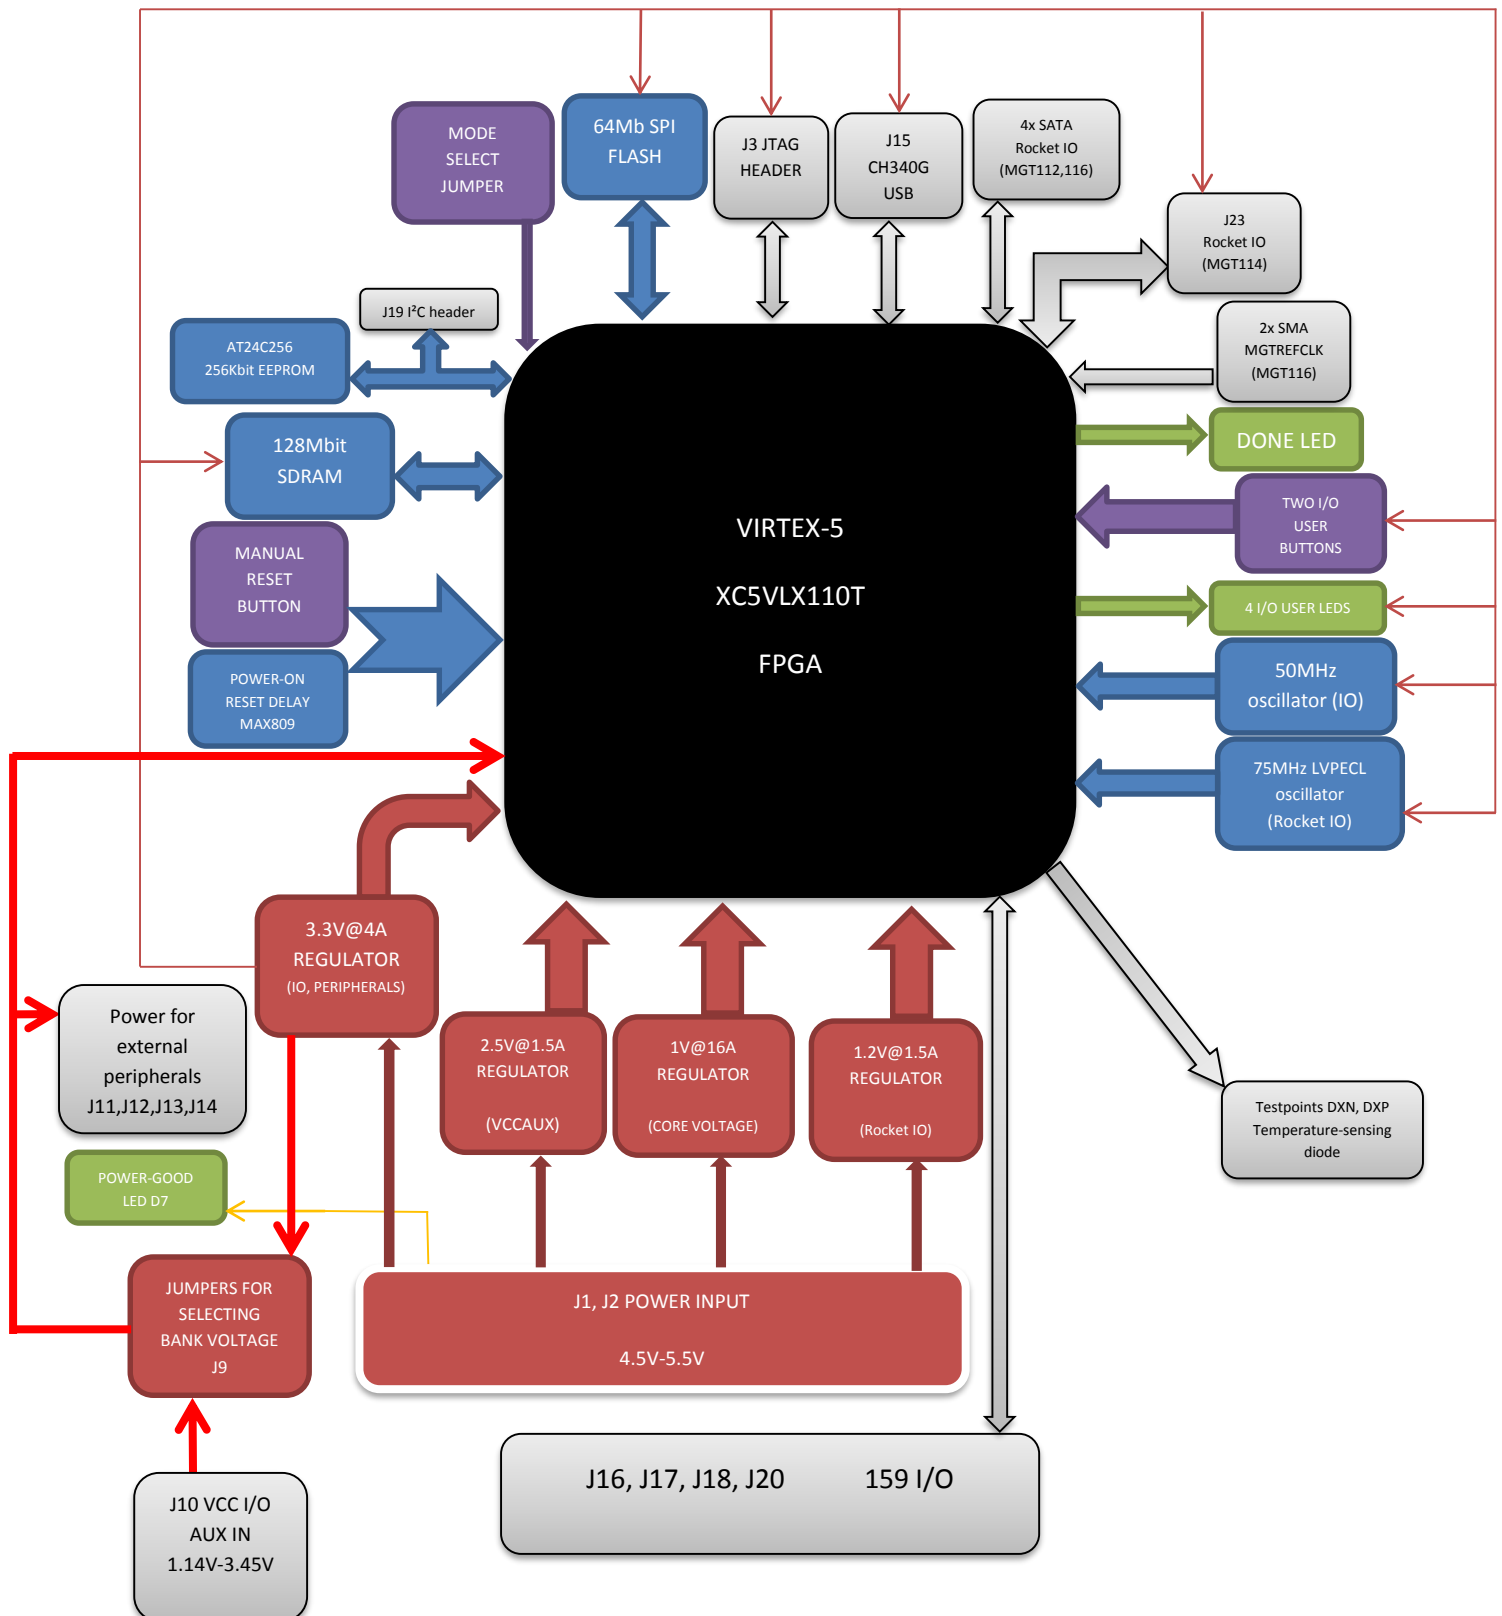 MODE
SELECT
JUMPER
64Mb SPI
FLASH
J3 JTAG
HEADER
J15
CH340G
USB
4x SATA
Rocket IO
(MGT112,116)
J23
Rocket IO
(MGT114)
J19 I²C header
AT24C256
256Kbit EEPROM
2x SMA
MGTREFCLK
(MGT116)
128Mbit
SDRAM
DONE LED
MANUAL
RESET
BUTTON
TWO I/O
USER
BUTTONS
VIRTEX-5
XC5VLX110T
FPGA
4 I/O USER LEDS
POWER-ON
RESET DELAY
MAX809
50MHz
oscillator (IO)
75MHz LVPECL
oscillator
(Rocket IO)
3.3V@4A
REGULATOR
(IO, PERIPHERALS)
Power for
external
peripherals
J11,J12,J13,J14
2.5V@1.5A
REGULATOR
(VCCAUX)
1V@16A
REGULATOR
(CORE VOLTAGE)
1.2V@1.5A
REGULATOR
(Rocket IO)
Testpoints DXN, DXP
Temperature-sensing
diode
POWER-GOOD
LED D7
JUMPERS FOR
SELECTING
BANK VOLTAGE
J9
J1, J2 POWER INPUT
4.5V-5.5V
J16, J17, J18, J20 159 I/O
J10 VCC I/O
AUX IN
1.14V-3.45V